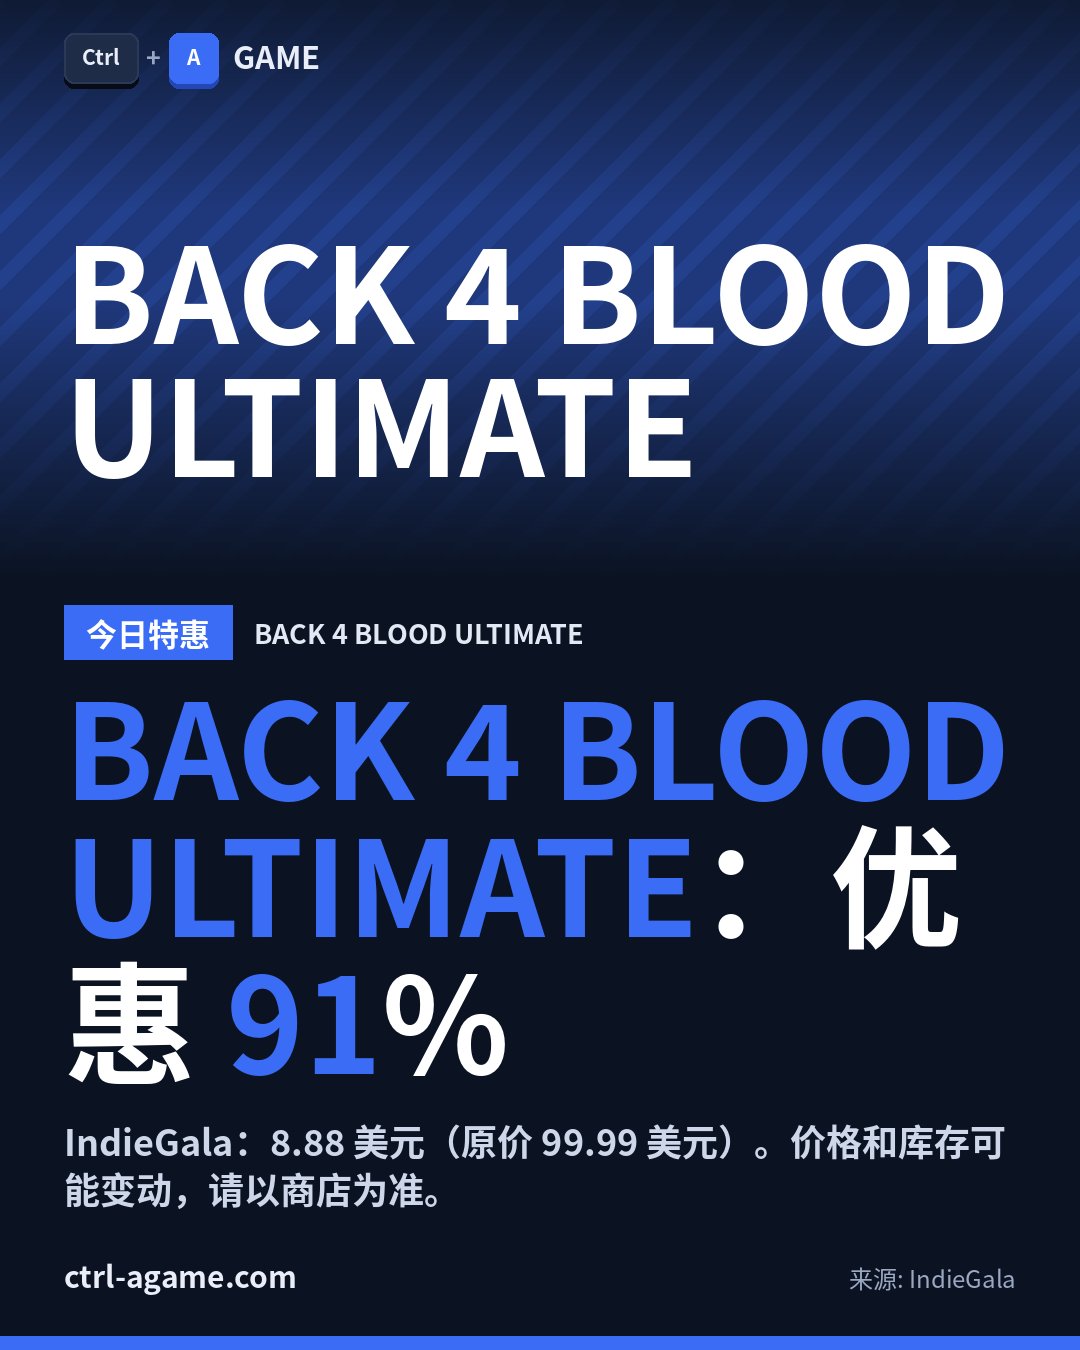 Ctrl + A GAME
BACK 4 BLOOD
ULTIMATE
今日特惠 BACK 4 BLOOD ULTIMATE
BACK 4 BLOOD
ULTIMATE：优
惠 91%
IndieGala：8.88 美元（原价 99.99 美元）。价格和库存可
能变动，请以商店为准。
ctrl-agame.com 来源: IndieGala